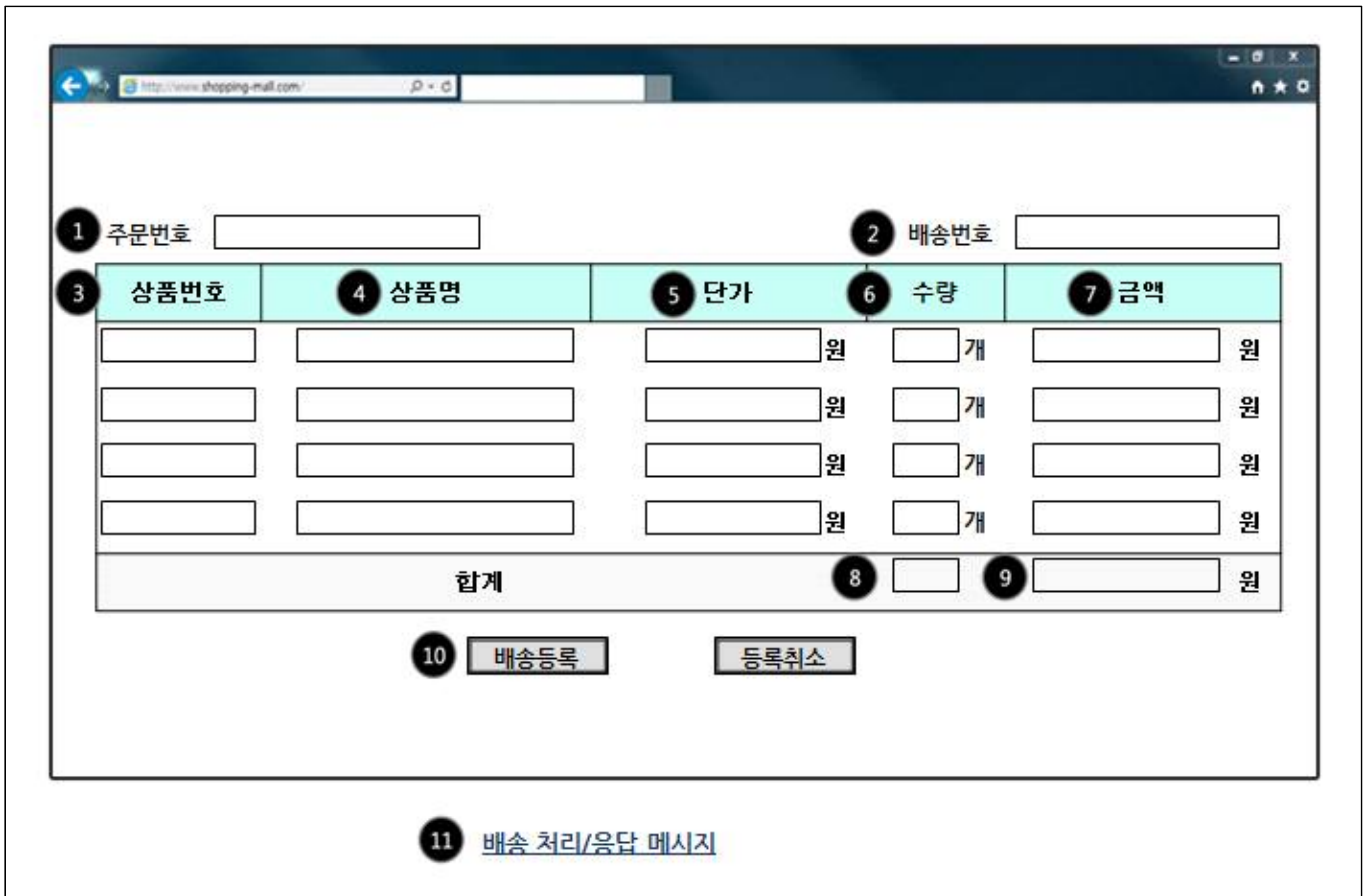 http://www.shopping-mall.com/
1 주문번호 2 배송번호
3 상품번호 4 상품명 5 단가 6 수량 7 금액
원 개 원
원 개 원
원 개 원
원 개 원
합계 8 9 원
10 배송등록 등록취소
11 배송 처리/응답 메시지